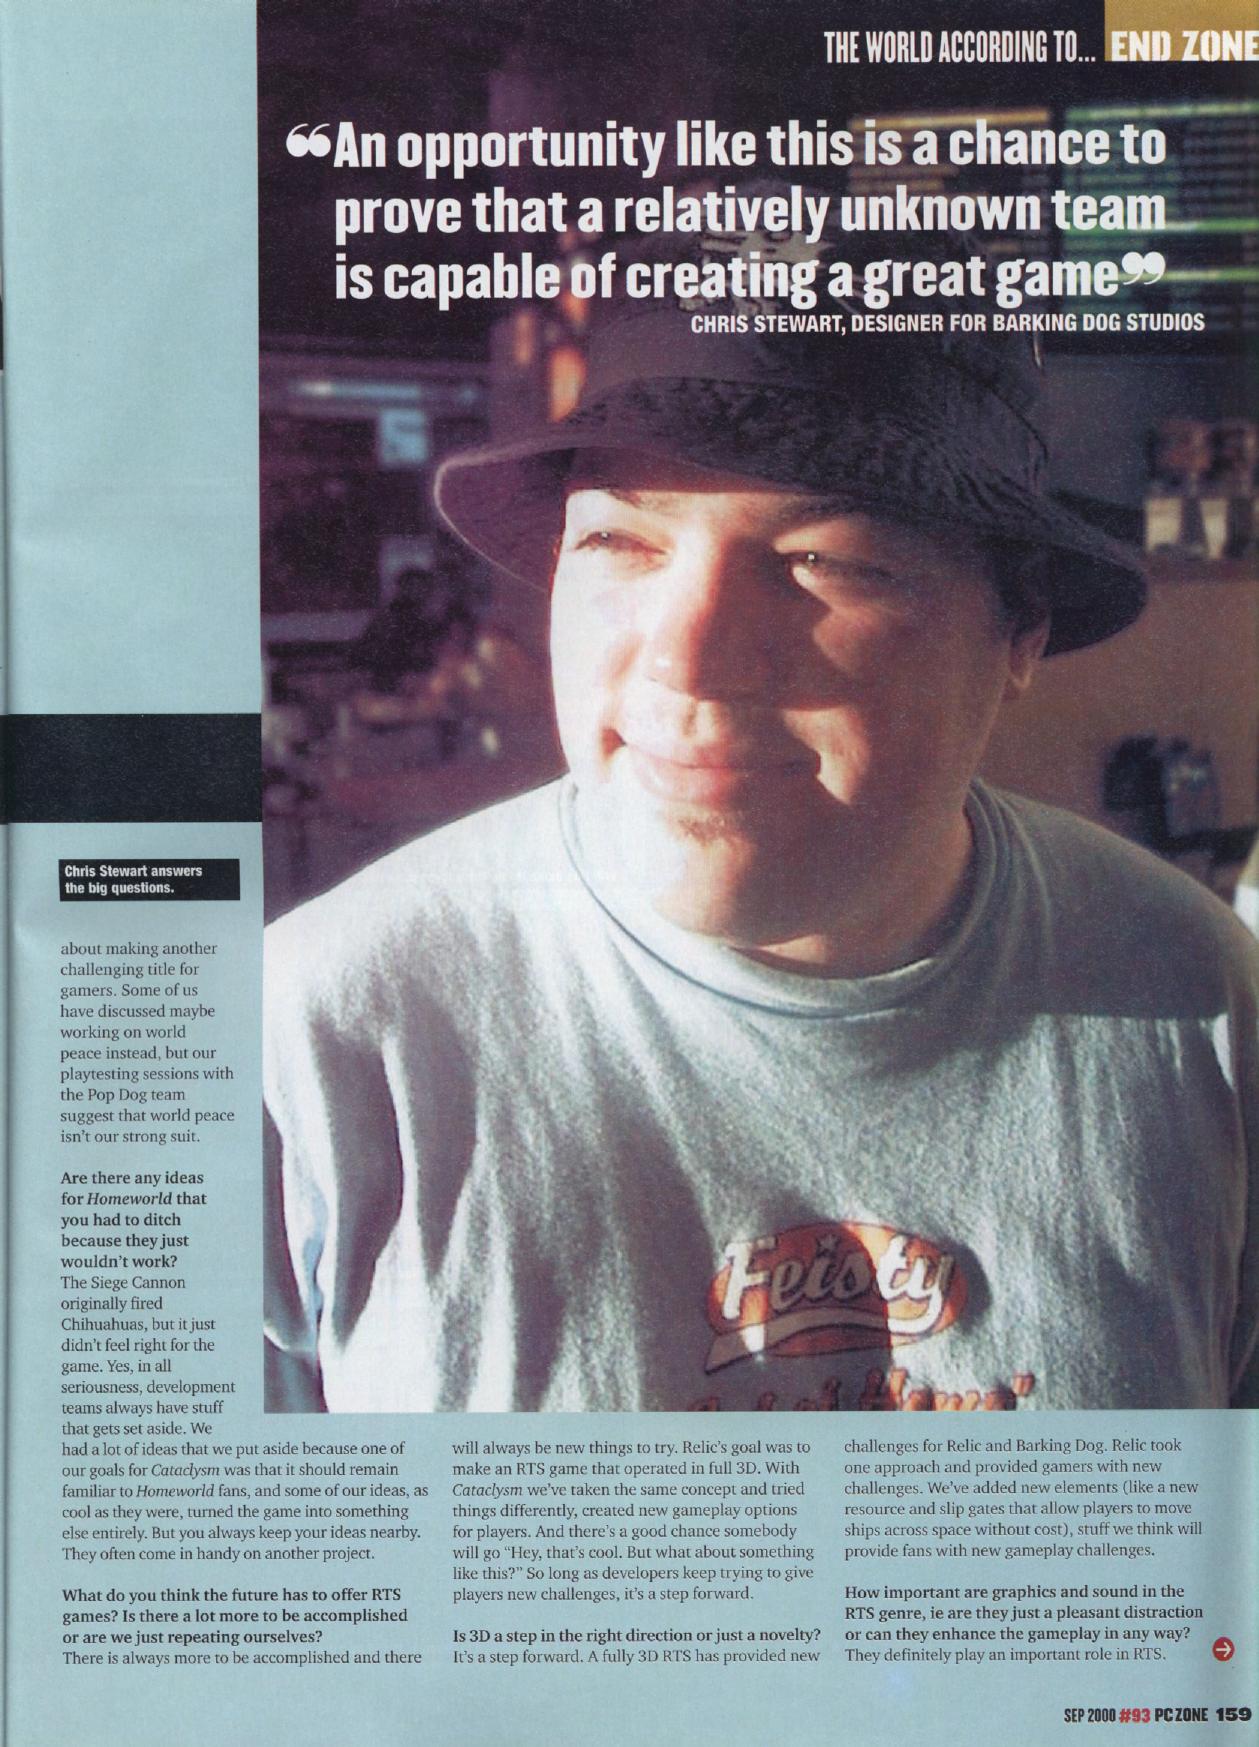 THE WORLD ACCORDING TO... END ZONE
“An opportunity like this is a chance to
prove that a relatively unknown team
is capable of creating a great game”
CHRIS STEWART, DESIGNER FOR BARKING DOG STUDIOS
Chris Stewart answers
the big questions.
about making another
challenging title for
gamers. Some of us
have discussed maybe
working on world
peace instead, but our
playtesting sessions with
the Pop Dog team
suggest that world peace
isn't our strong suit.
Are there any ideas
for Homeworld that
you had to ditch
because they just
wouldn't work?
The Siege Cannon
originally fired
Chihuahuas, but it just
didn't feel right for the
game. Yes, in all
seriousness, development
teams always have stuff
that gets set aside. We
had a lot of ideas that we put aside because one of
our goals for Cataclysm was that it should remain
familiar to Homeworld fans, and some of our ideas, as
cool as they were, turned the game into something
else entirely. But you always keep your ideas nearby.
They often come in handy on another project.
What do you think the future has to offer RTS
games? Is there a lot more to be accomplished
or are we just repeating ourselves?
There is always more to be accomplished and there
will always be new things to try. Relic's goal was to
make an RTS game that operated in full 3D. With
Cataclysm we've taken the same concept and tried
things differently, created new gameplay options
for players. And there's a good chance somebody
will go “Hey, that's cool. But what about something
like this?” So long as developers keep trying to give
players new challenges, it's a step forward.
Is 3D a step in the right direction or just a novelty?
It's a step forward. A fully 3D RTS has provided new
challenges for Relic and Barking Dog. Relic took
one approach and provided gamers with new
challenges. We've added new elements (like a new
resource and slip gates that allow players to move
ships across space without cost), stuff we think will
provide fans with new gameplay challenges.
How important are graphics and sound in the
RTS genre, ie are they just a pleasant distraction
or can they enhance the gameplay in any way?
They definitely play an important role in RTS.
Feisty
SEP 2000 #93 PC ZONE 159